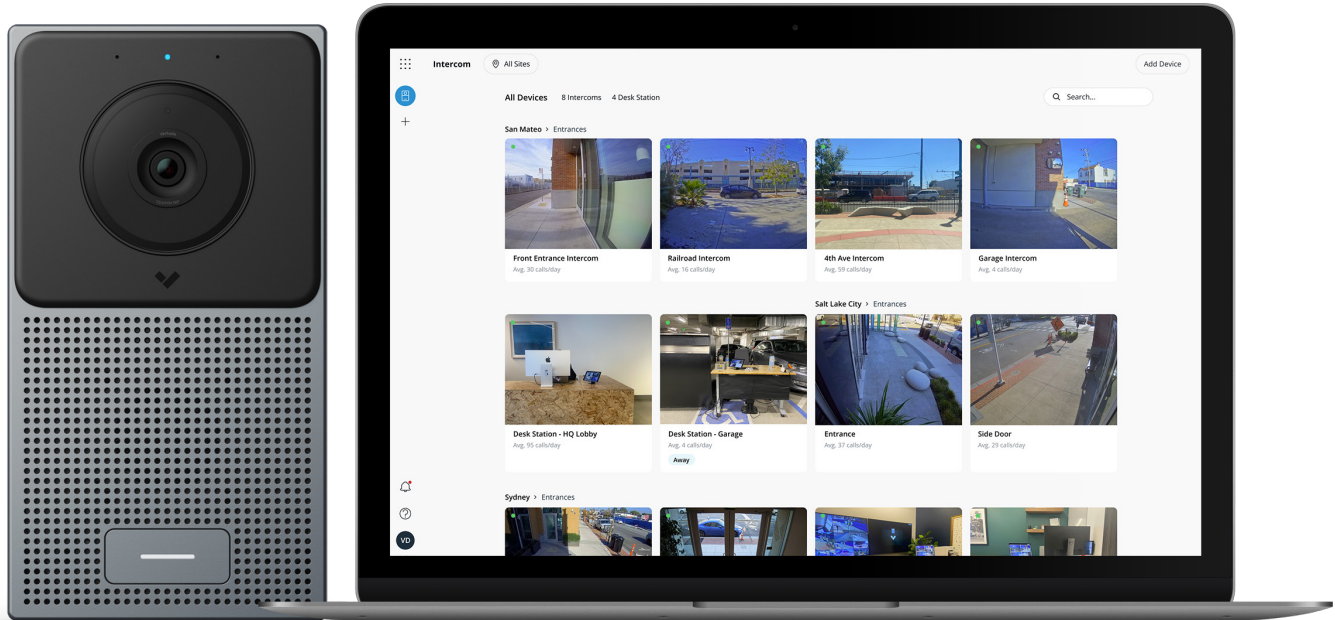 Intercom
All Sites
Add Device
All Devices 8 Intercoms 4 Desk Station
Search...
San Mateo > Entrances
Front Entrance Intercom
Avg. 30 calls/day
Railroad Intercom
Avg. 16 calls/day
4th Ave Intercom
Avg. 59 calls/day
Garage Intercom
Avg. 4 calls/day
Salt Lake City > Entrances
Desk Station - HQ Lobby
Avg. 95 calls/day
Desk Station - Garage
Avg. 4 calls/day
Away
Entrance
Avg. 37 calls/day
Side Door
Avg. 29 calls/day
Sydney > Entrances
VD